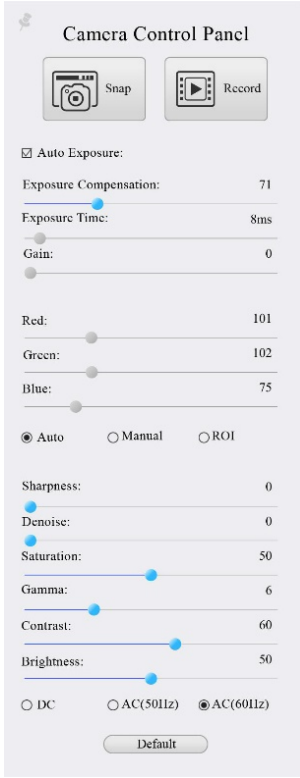 Camera Control Panel
Snap Record
Auto Exposure:
Exposure Compensation: 71
Exposure Time: 8ms
Gain: 0
Red: 101
Green: 102
Blue: 75
Auto Manual ROI
Sharpness: 0
Denoise: 0
Saturation: 50
Gamma: 6
Contrast: 60
Brightness: 50
DC AC(50Hz) AC(60Hz)
Default